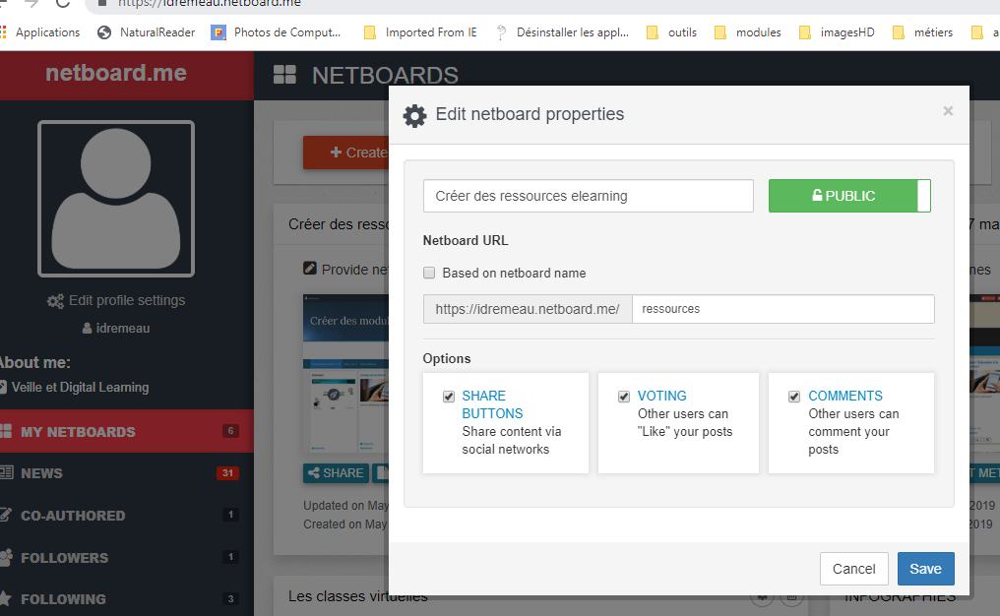 https://idremeau.netboard.me
Applications NaturalReader Photos de Comput... Imported From IE Désinstaller les appl... outils modules imagesHD métiers a
netboard.me
NETBOARDS
Edit netboard properties ×
+ Create
Créer des ressources elearning PUBLIC
Créer des resso
7 ma
Netboard URL
Provide ne
nes
Based on netboard name
Edit profile settings
https://idremeau.netboard.me/ ressources
idremeau
Créer des modul
About me:
Options
Veille et Digital Learning
SHARE BUTTONS
Share content via
social networks
VOTING
Other users can
"Like" your posts
COMMENTS
Other users can
comment your
posts
MY NETBOARDS 6
NEWS 31
SHARE
T MET
CO-AUTHORED 1
Updated on May
2019
Created on May
2019
FOLLOWERS 1
Cancel Save
FOLLOWING 3
Les classes virtuelles
INFOGRAPHIES